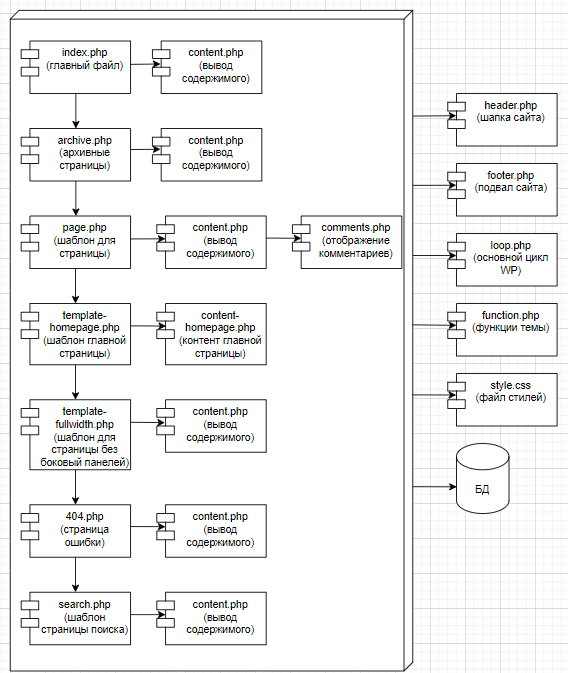 index.php
(главный файл)
content.php
(вывод
содержимого)
archive.php
(архивные
страницы)
content.php
(вывод
содержимого)
page.php
(шаблон для
страницы)
content.php
(вывод
содержимого)
comments.php
(отображение
комментариев)
template-
homepage.php
(шаблон главной
страницы)
content-
homepage.php
(контент главной
страницы)
template-
fullwidth.php
(шаблон для
страницы без
боковый панелей)
content.php
(вывод
содержимого)
404.php
(страница
ошибки)
content.php
(вывод
содержимого)
search.php
(шаблон
страницы поиска)
content.php
(вывод
содержимого)
header.php
(шапка сайта)
footer.php
(подвал сайта)
loop.php
(основной цикл
WP)
function.php
(функции темы)
style.css
(файл стилей)
БД